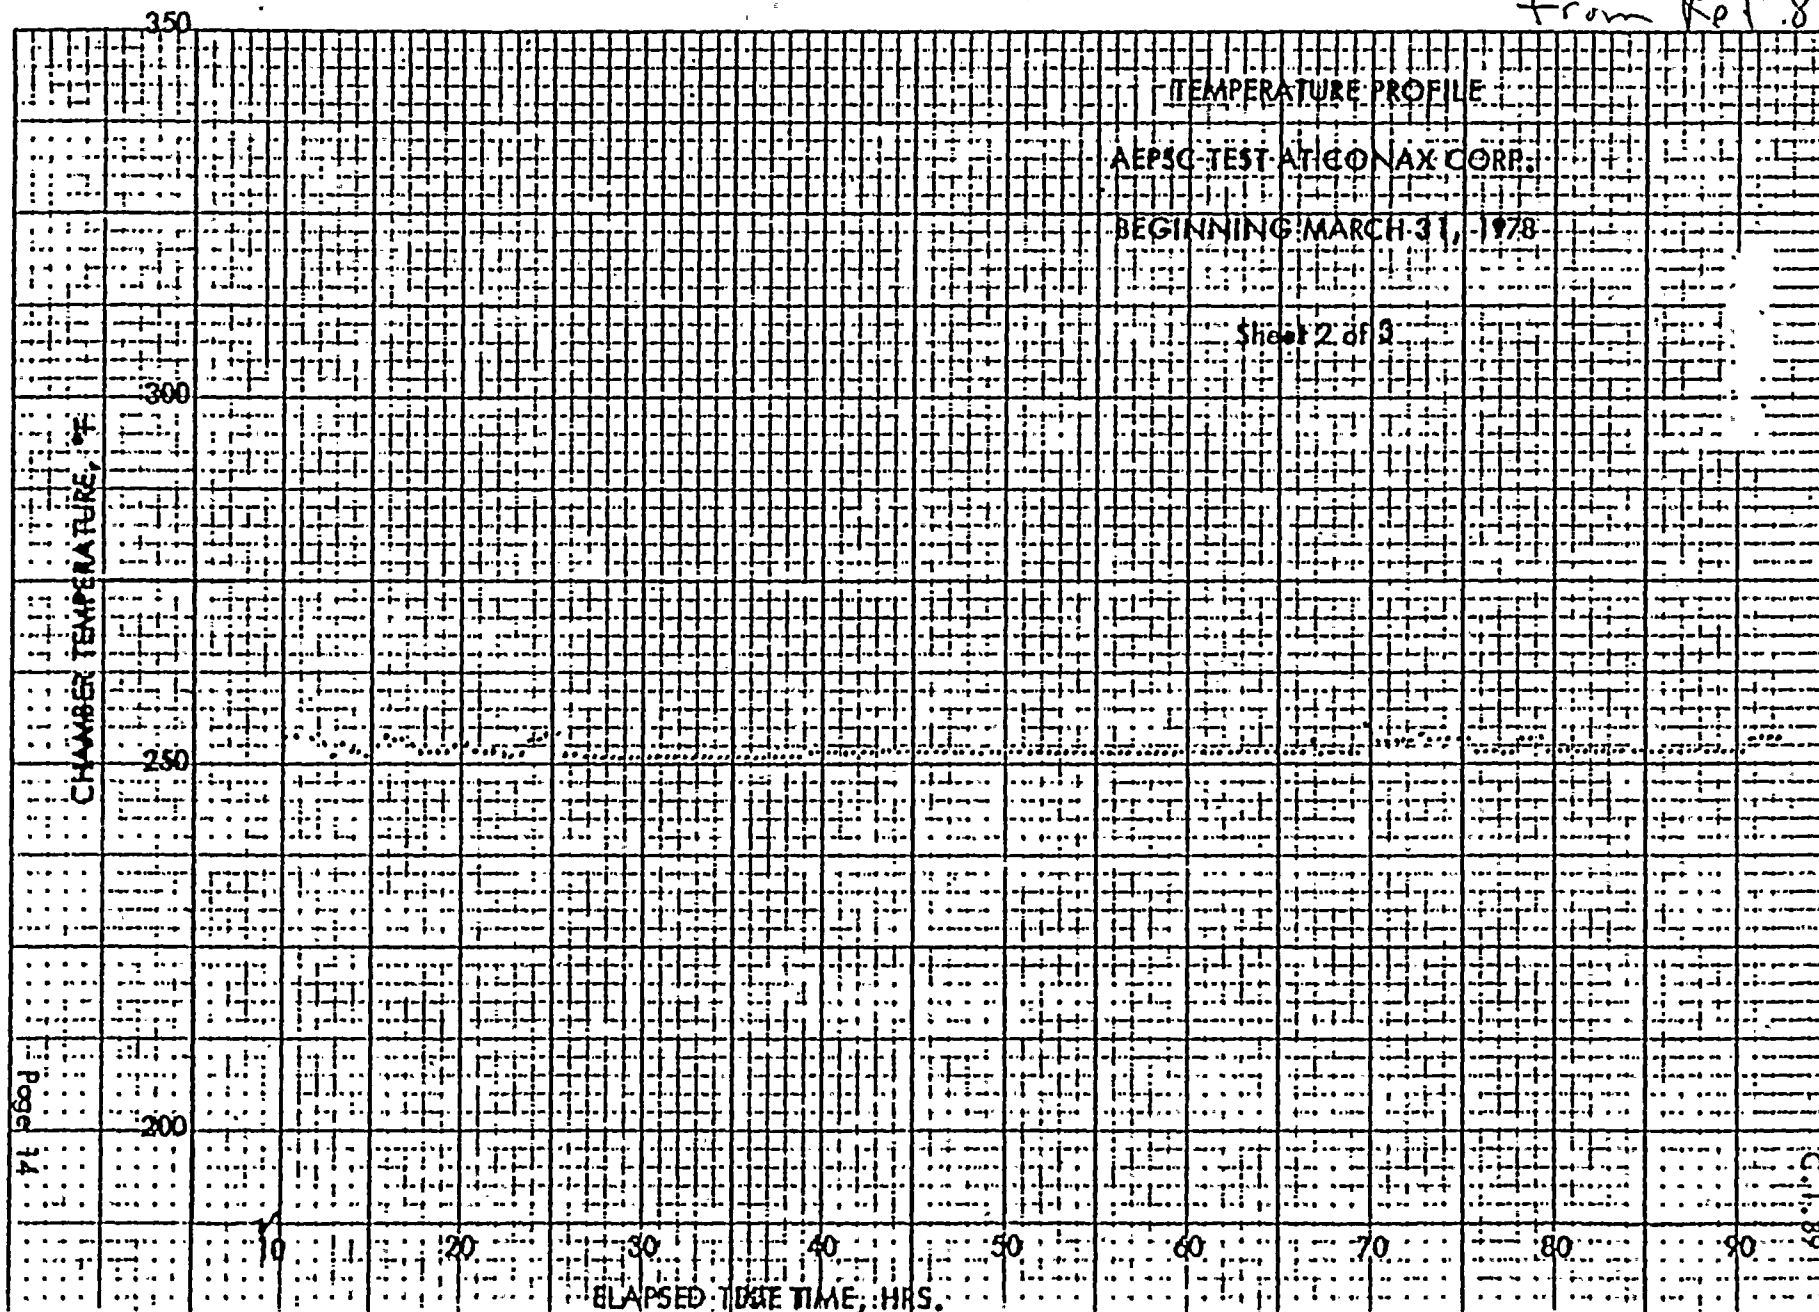 From Ref. 8
350
TEMPERATURE PROFILE
AEPSC TEST AT CONAX CORP.
BEGINNING MARCH 31, 1978
Sheet 2 of 3
300
CHAMBER TEMPERATURE, °F
250
200
Page 14
10 20 30 40 50 60 70 80 90
ELAPSED TIME, HRS.